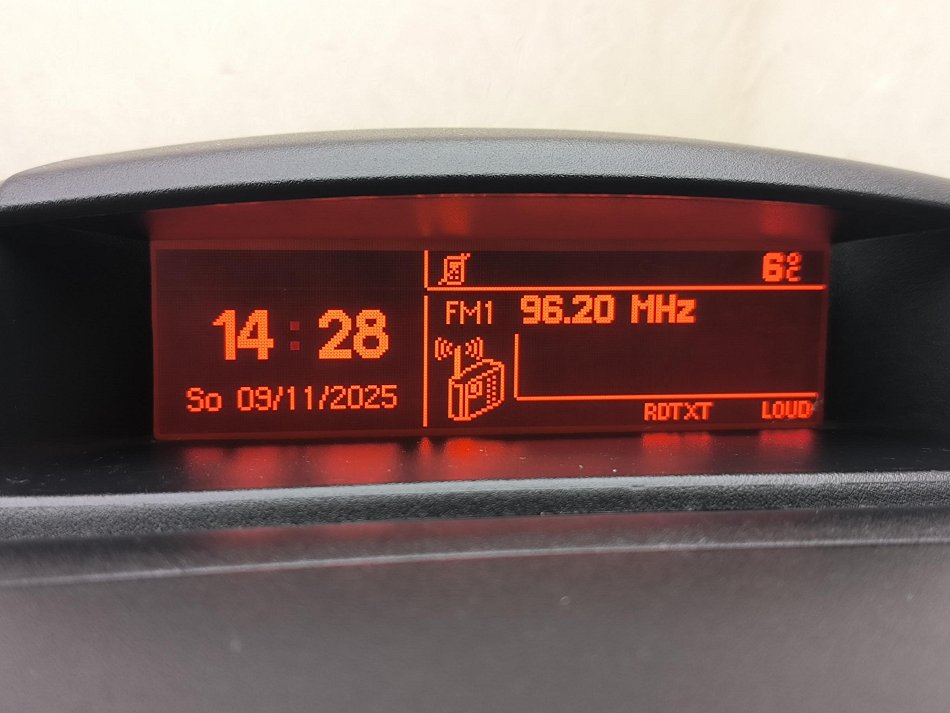 14:28
So 09/11/2025
6°C
FM1 96.20 MHz
RDTXT LOUD